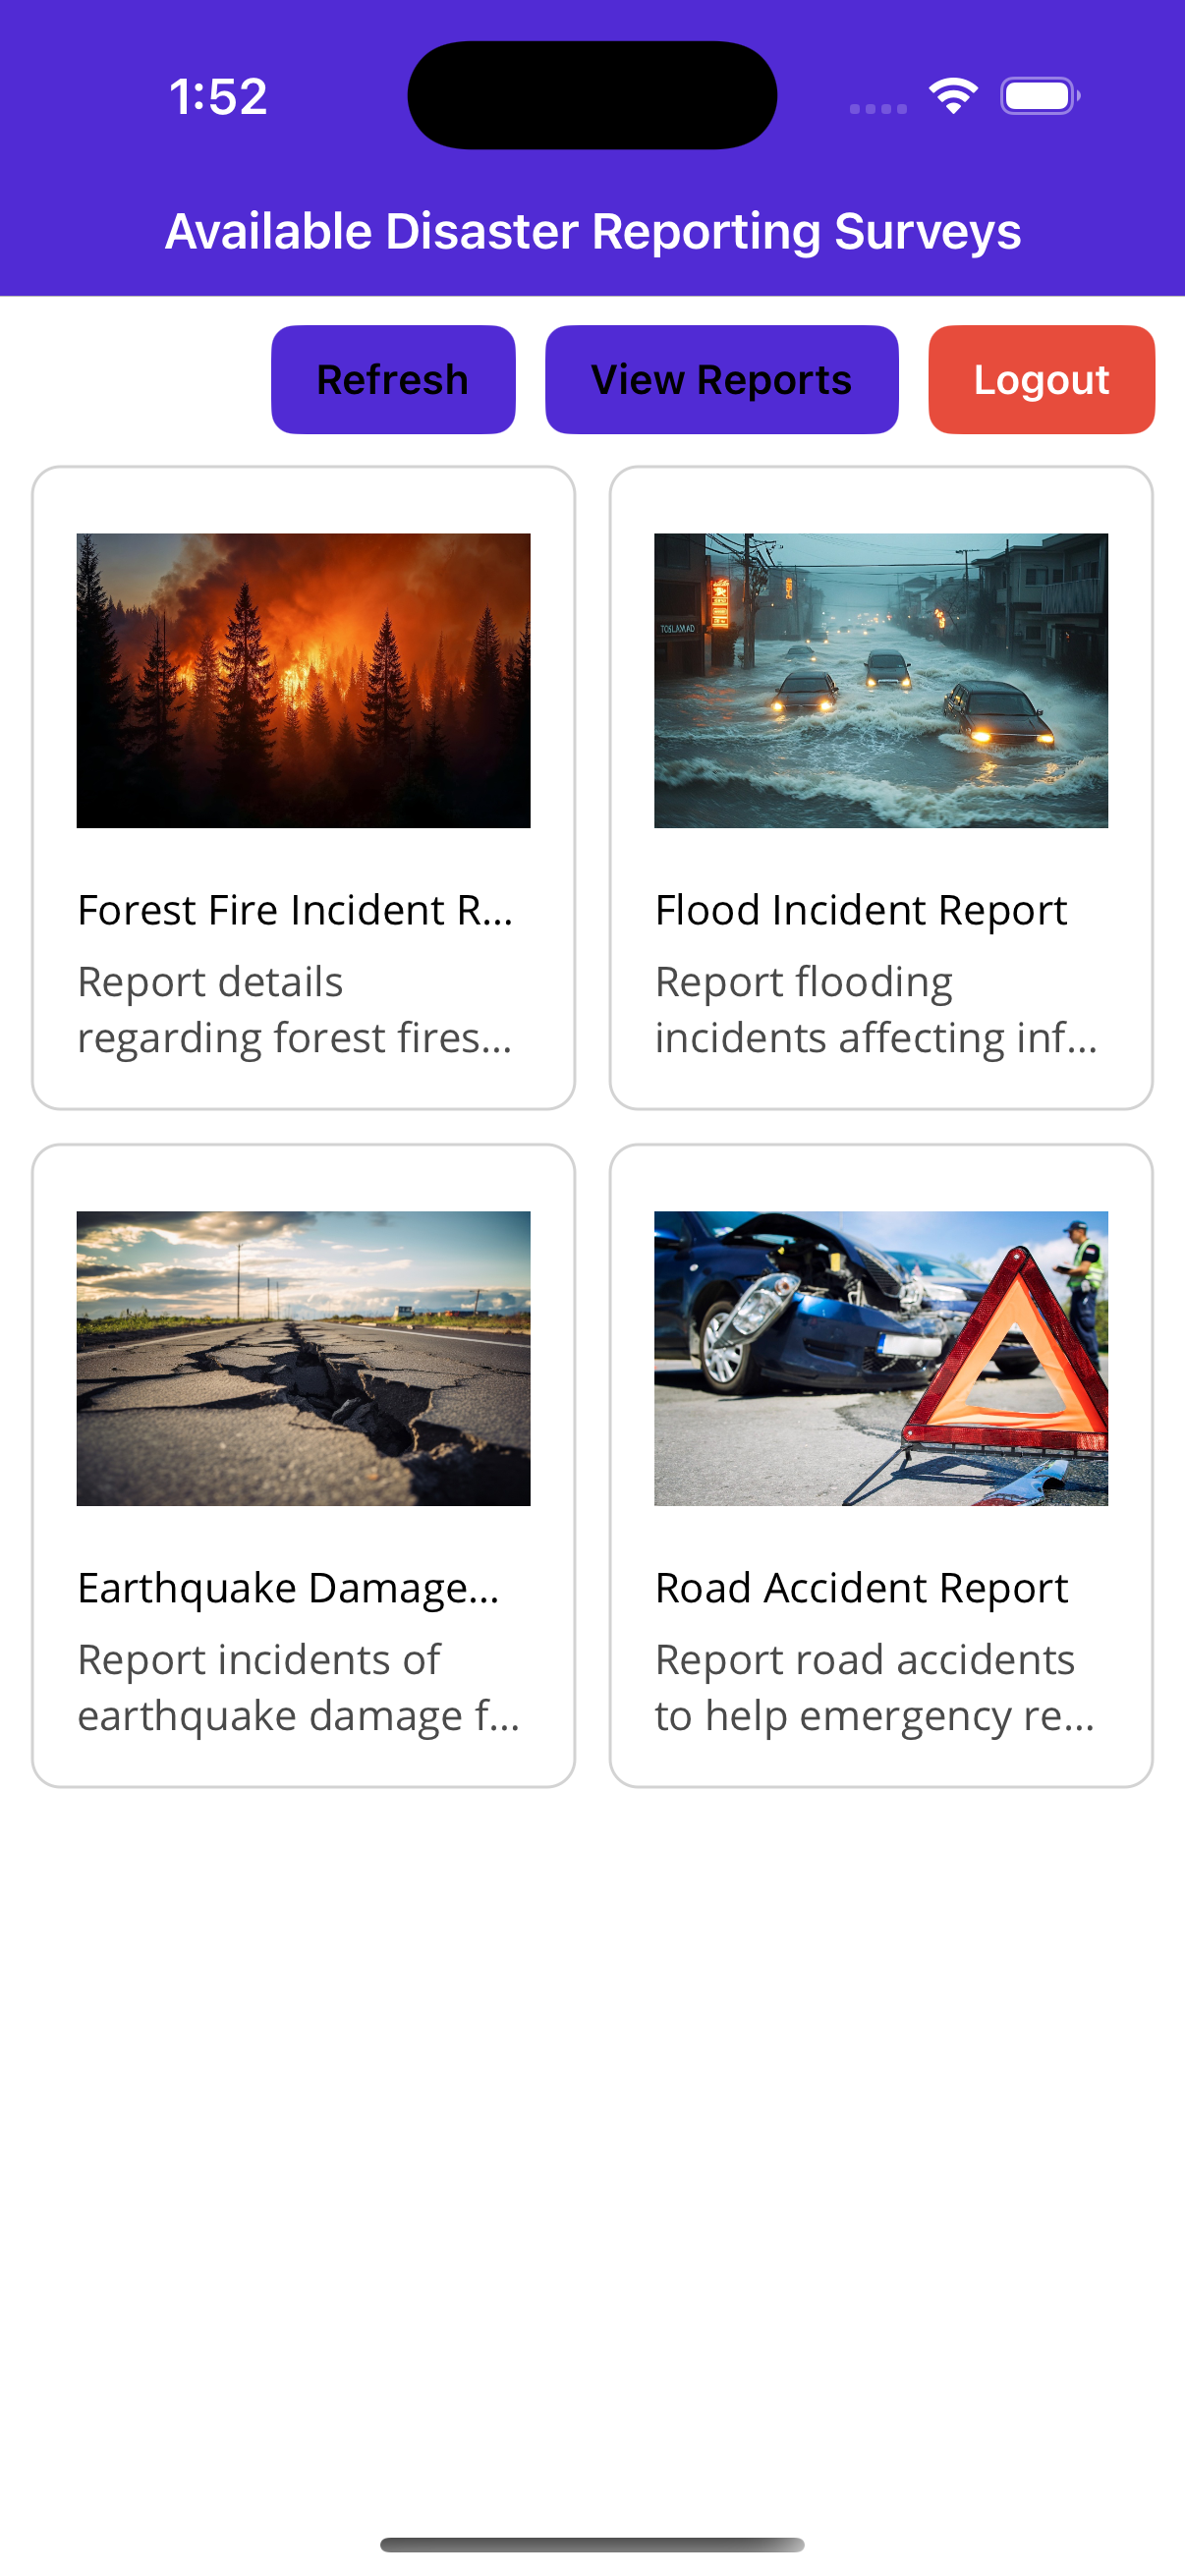 1:52
Available Disaster Reporting Surveys
Refresh
View Reports
Logout
TOSLAMAD
Forest Fire Incident R...
Flood Incident Report
Report details
regarding forest fires...
Report flooding
incidents affecting inf...
Earthquake Damage...
Road Accident Report
Report incidents of
earthquake damage f...
Report road accidents
to help emergency re...